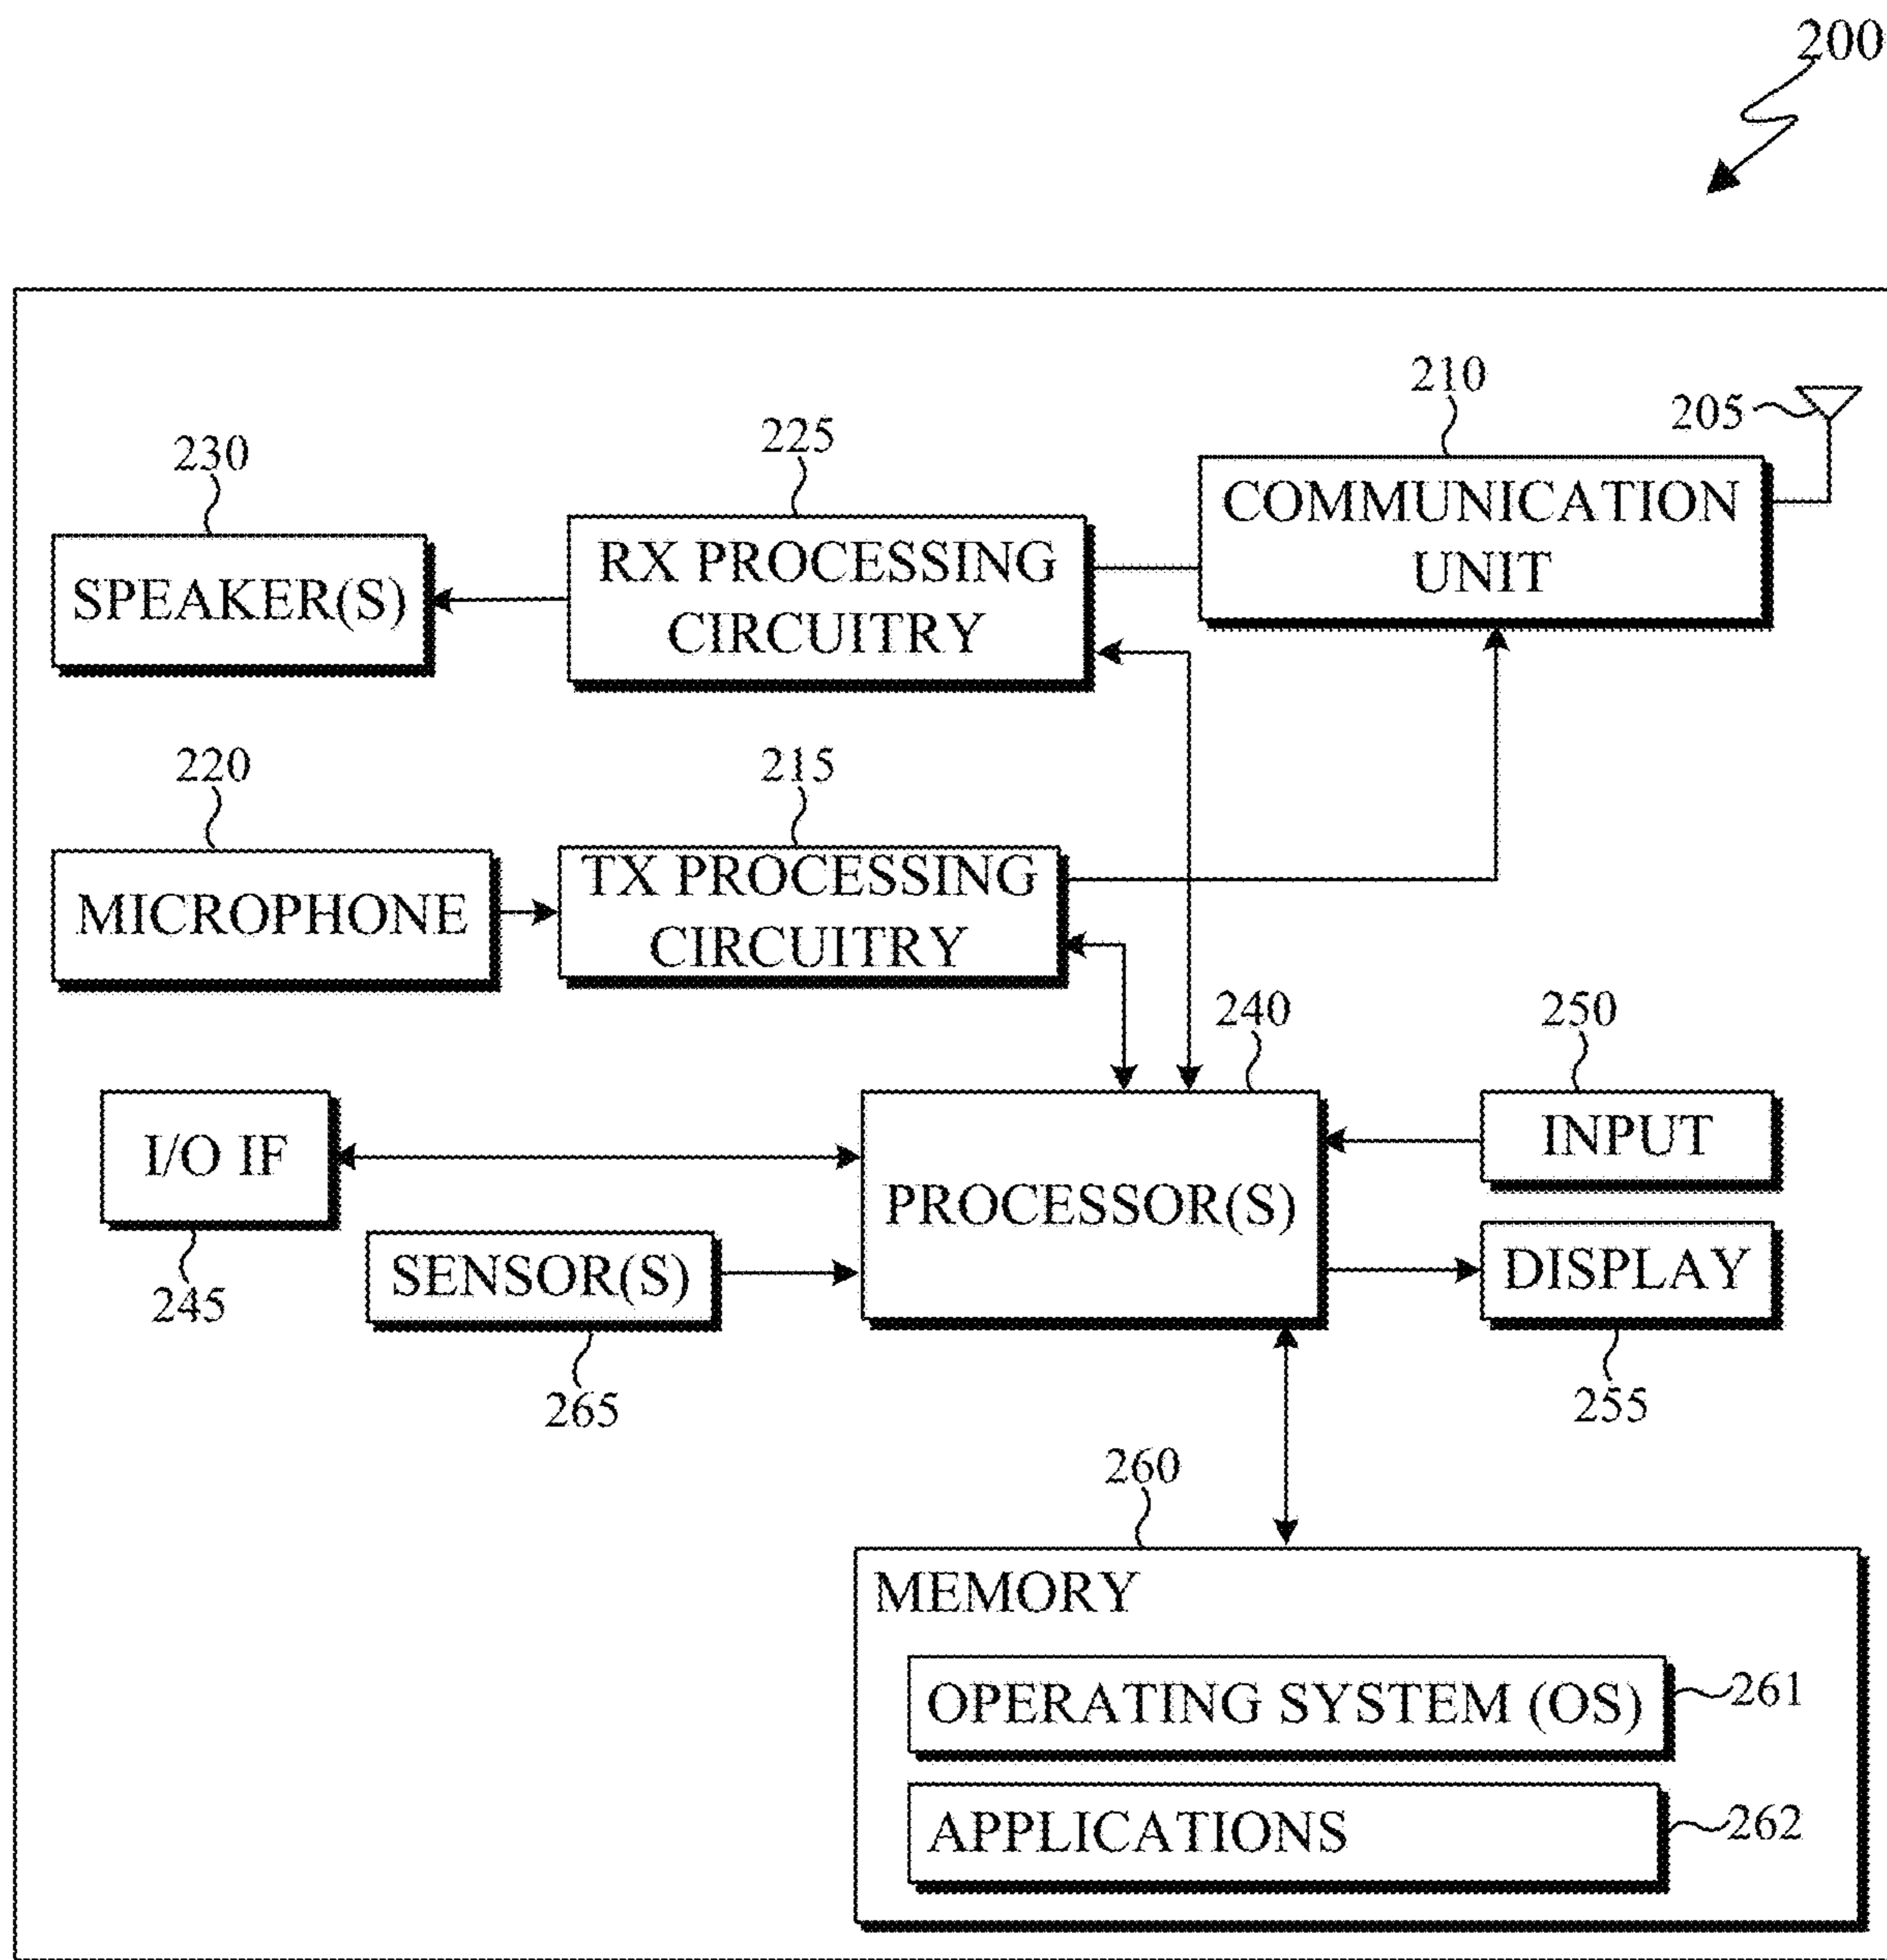 200
210
205
225
230
COMMUNICATION
UNIT
RX PROCESSING
CIRCUITRY
SPEAKER(S)
220
215
MICROPHONE
TX PROCESSING
CIRCUITRY
240
250
I/O IF
INPUT
PROCESSOR(S)
SENSOR(S)
DISPLAY
245
265
255
260
MEMORY
OPERATING SYSTEM (OS)
261
APPLICATIONS
262